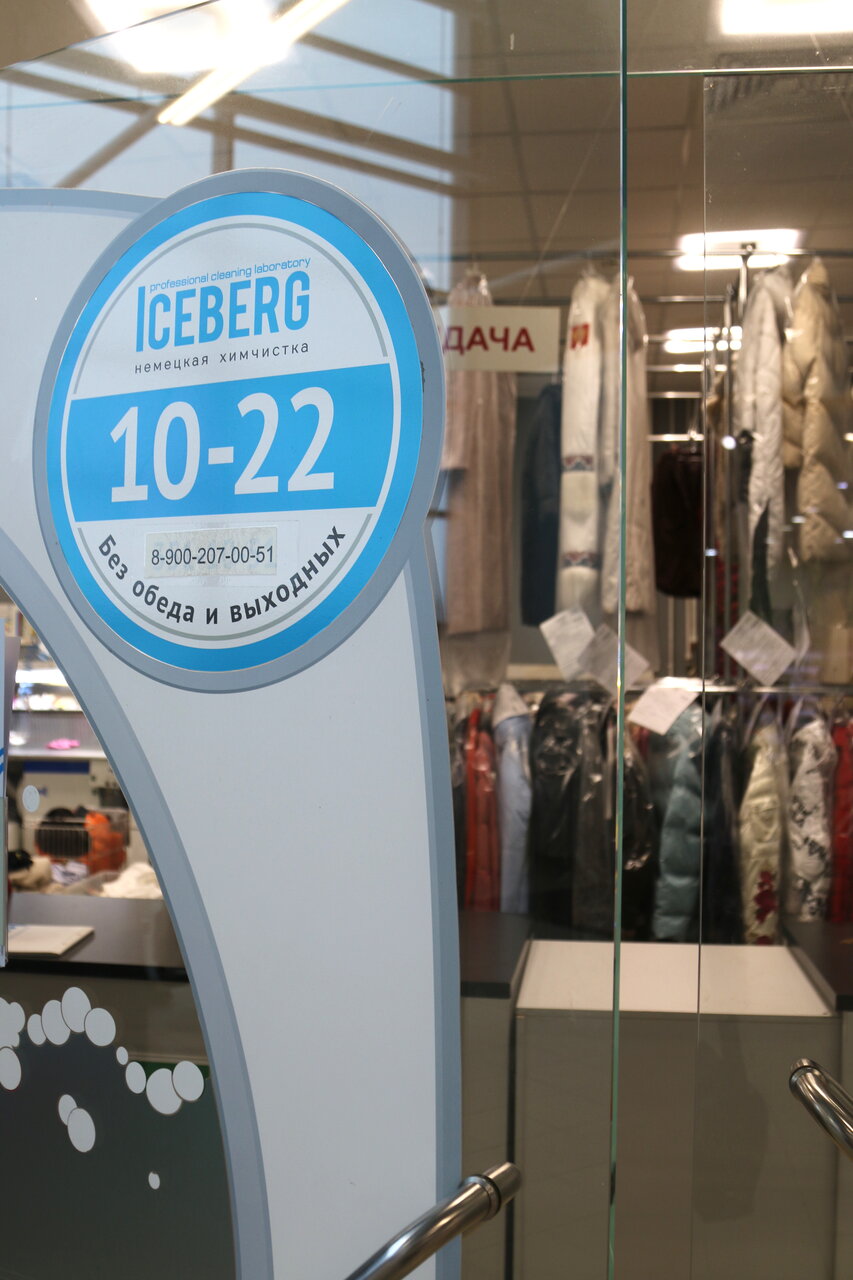 professional cleaning laboratory
ICEBERG
немецкая химчистка
10-22
8-900-207-00-51
Без обеда и выходных
ДАЧА